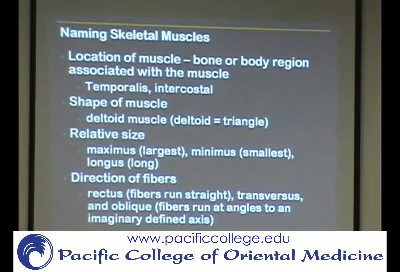 Naming Skeletal Muscles
Location of muscle – bone or body region
associated with the muscle
Temporalis, intercostal
Shape of muscle
deltoid muscle (deltoid = triangle)
Relative size
maximus (largest), minimus (smallest),
longus (long)
Direction of fibers
rectus (fibers run straight), transversus,
and oblique (fibers run at angles to an
imaginary defined axis)
www.pacificcollege.edu
Pacific College of Oriental Medicine